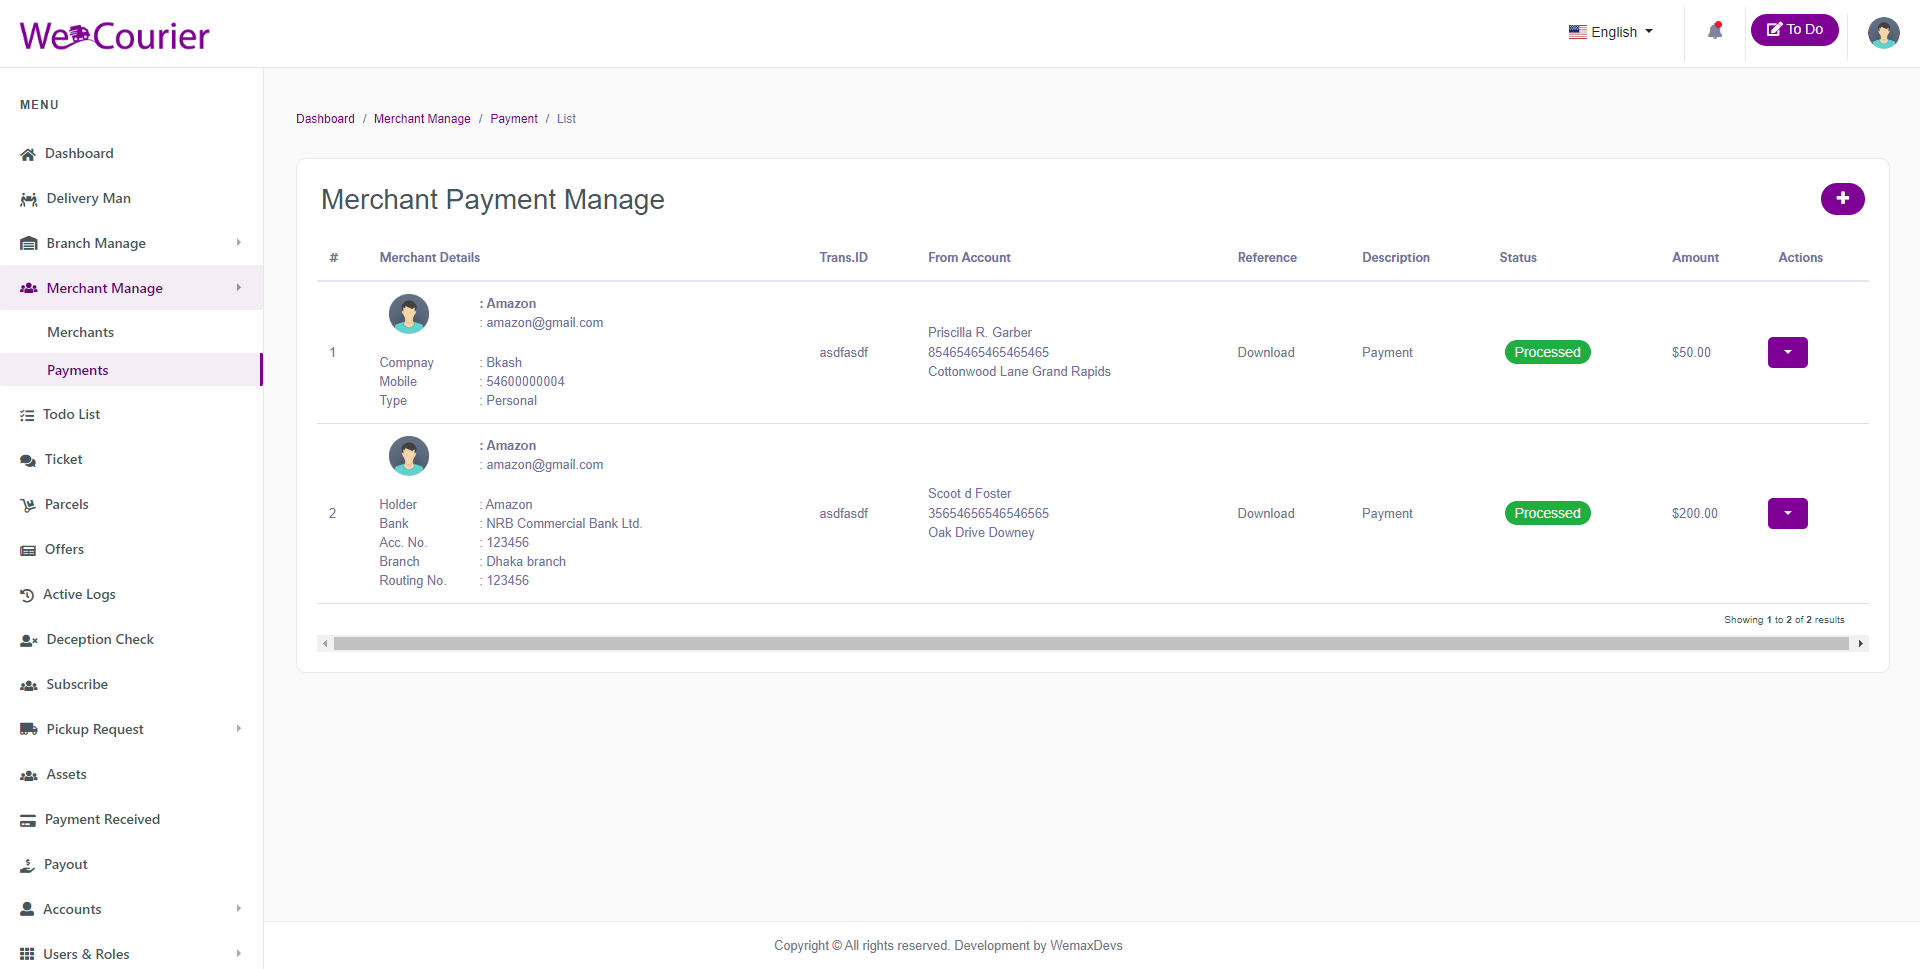 We Courier
English
To Do
MENU
Dashboard
Delivery Man
Branch Manage
Merchant Manage
Merchants
Payments
Todo List
Ticket
Parcels
Offers
Active Logs
Deception Check
Subscribe
Pickup Request
Assets
Payment Received
Payout
Accounts
Users & Roles
Dashboard / Merchant Manage / Payment / List
Merchant Payment Manage
# Merchant Details Trans.ID From Account Reference Description Status Amount Actions
: Amazon
: amazon@gmail.com
Compnay : Bkash
Mobile : 54600000004
Type : Personal
1
asdfasdf
Priscilla R. Garber
85465465465465465
Cottonwood Lane Grand Rapids
Download
Payment
Processed
$50.00
: Amazon
: amazon@gmail.com
Holder : Amazon
Bank : NRB Commercial Bank Ltd.
Acc. No. : 123456
Branch : Dhaka branch
Routing No. : 123456
2
asdfasdf
Scoot d Foster
35654656546546565
Oak Drive Downey
Download
Payment
Processed
$200.00
Showing 1 to 2 of 2 results
Copyright © All rights reserved. Development by WemaxDevs